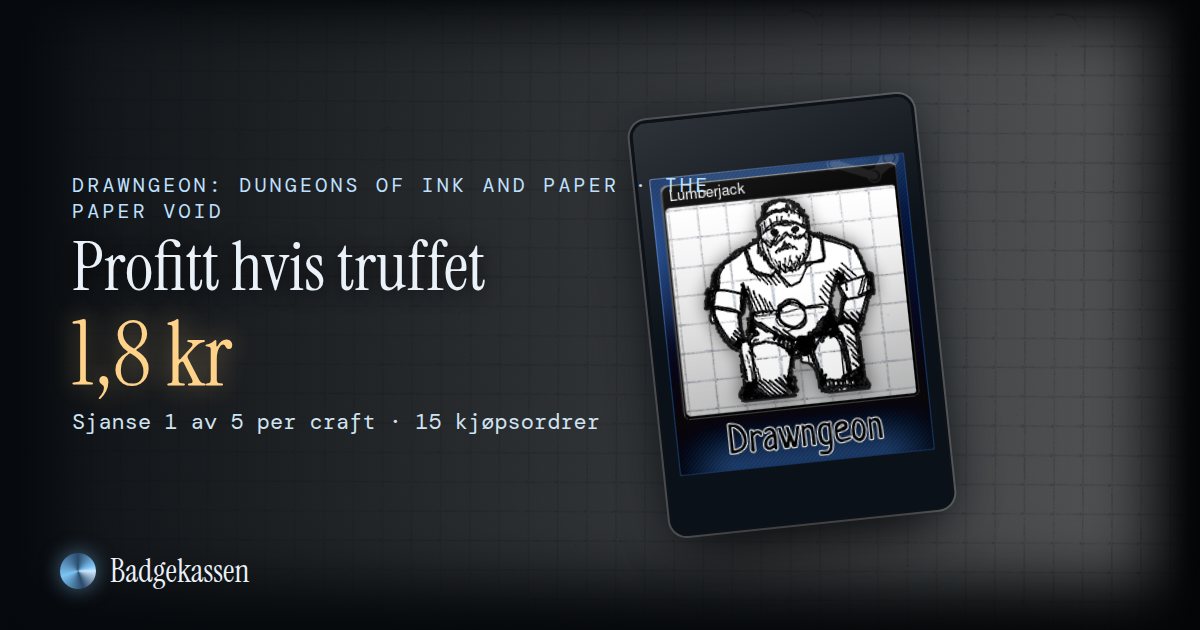 DRAWNGEON: DUNGEONS OF INK AND PAPER · THE
PAPER VOID
Profitt hvis truffet
1,8 kr
Sjanse 1 av 5 per craft · 15 kjøpsordrer
Lumberjack
Drawngeon
Badgekassen